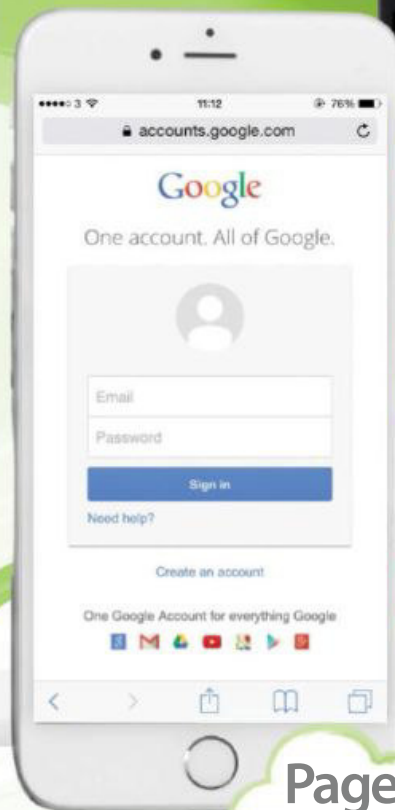 3 11:12 76%
accounts.google.com
Google
One account. All of Google.
Email
Password
Sign in
Need help?
Create an account
One Google Account for everything Google
Page